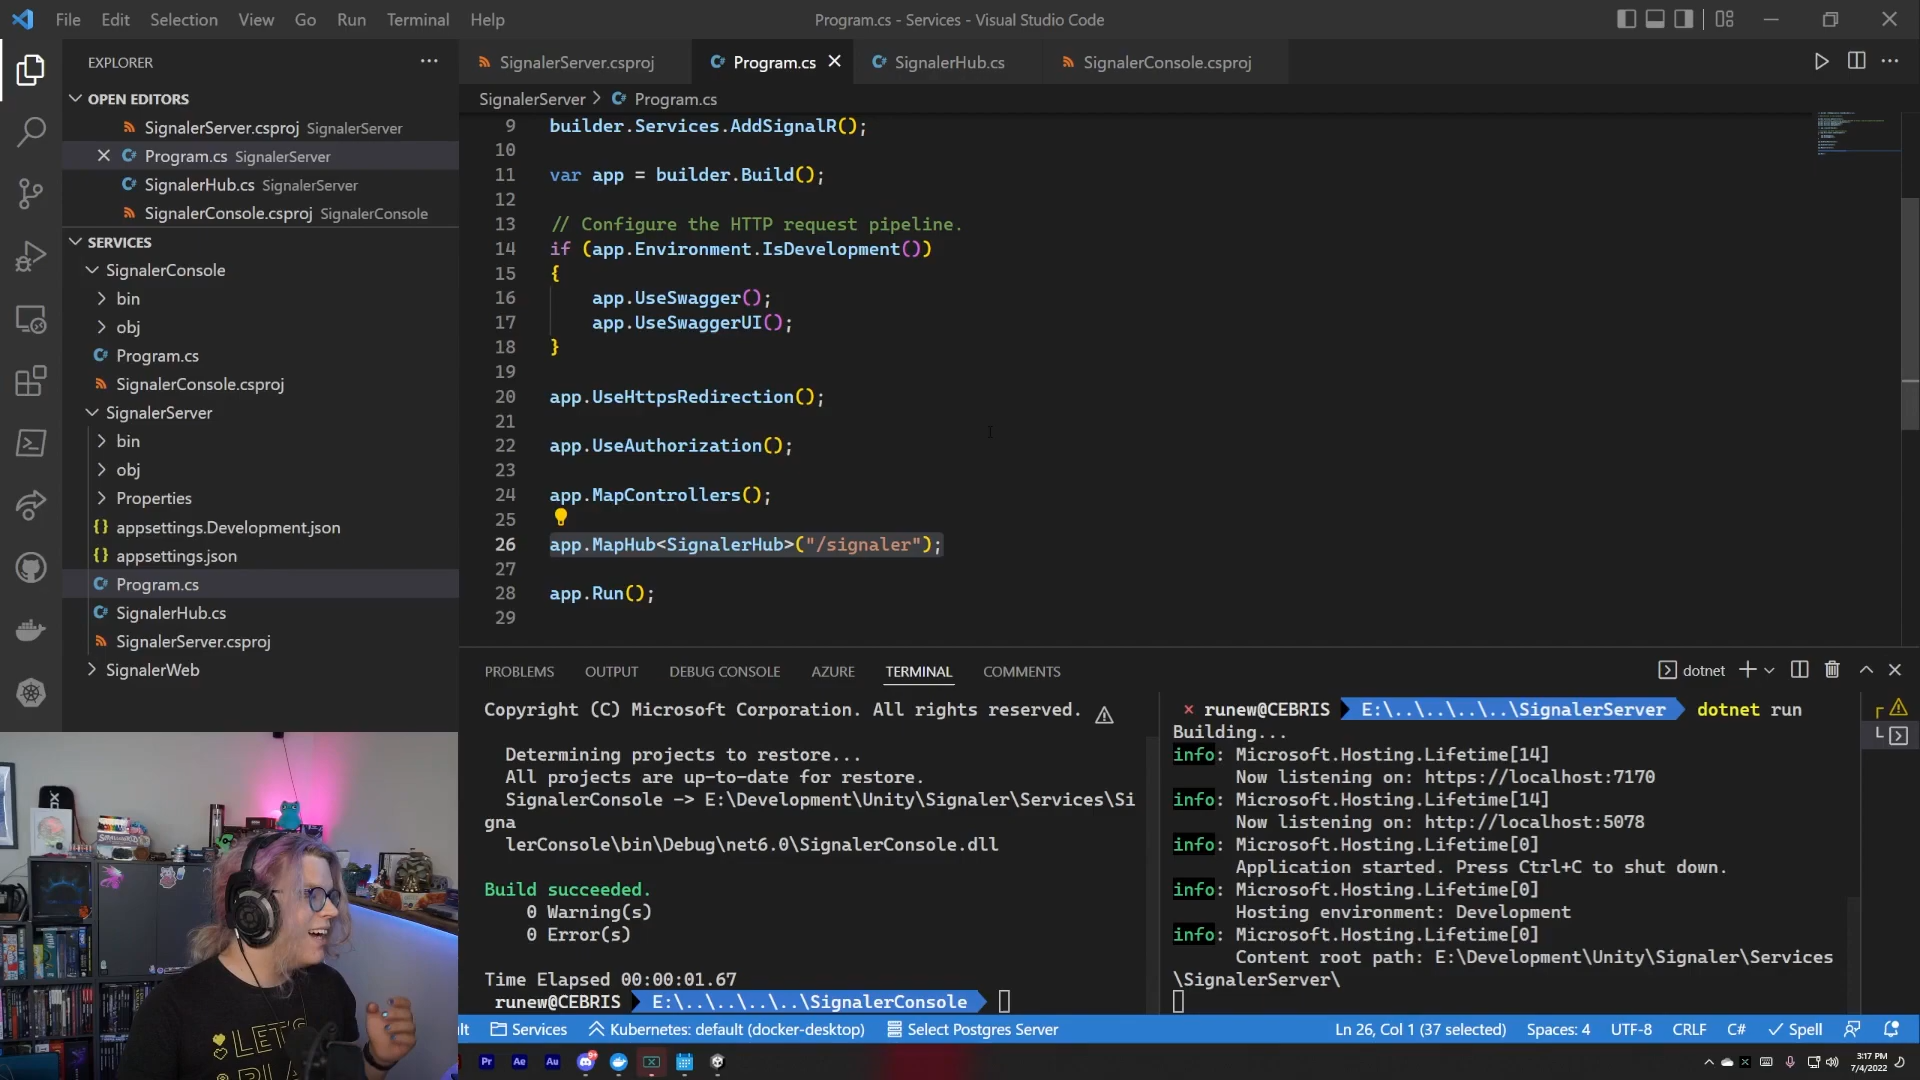 File Edit Selection View Go Run Terminal Help
Program.cs - Services - Visual Studio Code
EXPLORER
SignalerServer.csproj
Program.cs
SignalerHub.cs
SignalerConsole.csproj
OPEN EDITORS
SignalerServer.csproj SignalerServer
Program.cs SignalerServer
SignalerHub.cs SignalerServer
SignalerConsole.csproj SignalerConsole
SERVICES
SignalerConsole
bin
obj
Program.cs
SignalerConsole.csproj
SignalerServer
bin
obj
Properties
appsettings.Development.json
appsettings.json
Program.cs
SignalerHub.cs
SignalerServer.csproj
SignalerWeb
SignalerServer > Program.cs
9 builder.Services.AddSignalR();
10
11 var app = builder.Build();
12
13 // Configure the HTTP request pipeline.
14 if (app.Environment.IsDevelopment())
15 {
16 app.UseSwagger();
17 app.UseSwaggerUI();
18 }
19
20 app.UseHttpsRedirection();
21
22 app.UseAuthorization();
23
24 app.MapControllers();
25
26 app.MapHub<SignalerHub>("/signaler");
27
28 app.Run();
29
PROBLEMS OUTPUT DEBUG CONSOLE AZURE TERMINAL COMMENTS
dotnet
Copyright (C) Microsoft Corporation. All rights reserved.
Determining projects to restore...
All projects are up-to-date for restore.
SignalerConsole -> E:\Development\Unity\Signaler\Services\Si
gna
lerConsole\bin\Debug\net6.0\SignalerConsole.dll
Build succeeded.
0 Warning(s)
0 Error(s)
Time Elapsed 00:00:01.67
runew@CEBRIS E:\..\..\..\..\SignalerConsole
× runew@CEBRIS E:\..\..\..\..\SignalerServer dotnet run
Building...
info: Microsoft.Hosting.Lifetime[14]
Now listening on: https://localhost:7170
info: Microsoft.Hosting.Lifetime[14]
Now listening on: http://localhost:5078
info: Microsoft.Hosting.Lifetime[0]
Application started. Press Ctrl+C to shut down.
info: Microsoft.Hosting.Lifetime[0]
Hosting environment: Development
info: Microsoft.Hosting.Lifetime[0]
Content root path: E:\Development\Unity\Signaler\Services
\SignalerServer\
LET'S
lt Services Kubernetes: default (docker-desktop) Select Postgres Server
Ln 26, Col 1 (37 selected) Spaces: 4 UTF-8 CRLF C# Spell
Pr Ae Au
3:17 PM
7/4/2022